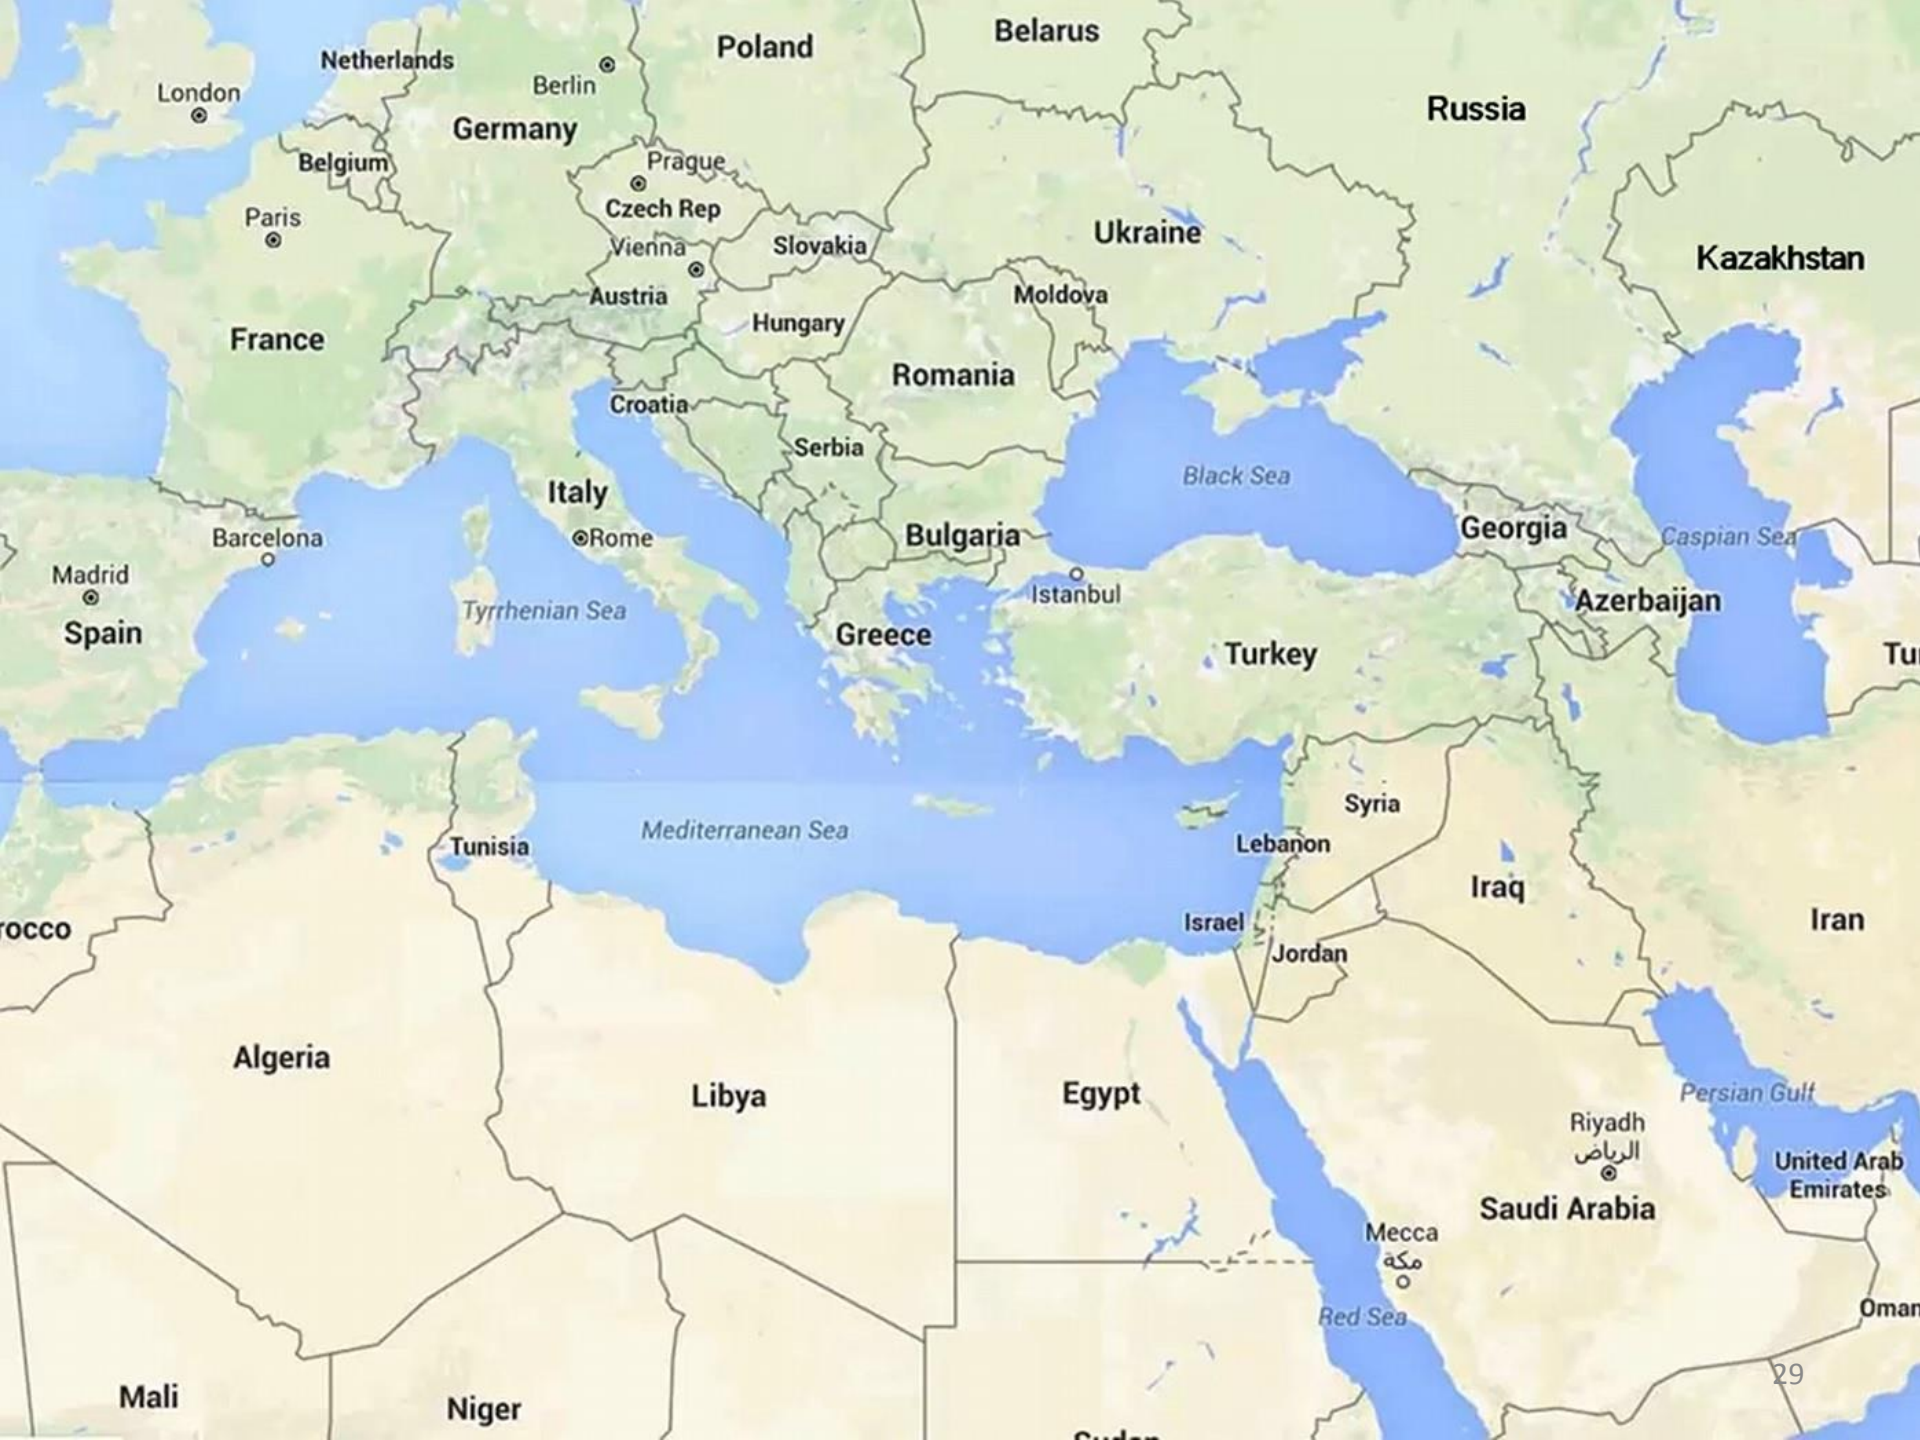 Belarus
Poland
Netherlands
Berlin
London
Russia
Germany
Belgium
Prague
Czech Rep
Paris
Ukraine
Vienna
Slovakia
Kazakhstan
Austria
Moldova
Hungary
France
Romania
Croatia
Serbia
Black Sea
Italy
Georgia
Bulgaria
Caspian Sea
Barcelona
Rome
Madrid
Istanbul
Azerbaijan
Tyrrhenian Sea
Spain
Greece
Turkey
Tur
Syria
Mediterranean Sea
Lebanon
Tunisia
Iraq
Iran
Israel
rocco
Jordan
Algeria
Persian Gulf
Egypt
Libya
Riyadh
الرياض
United Arab
Emirates
Saudi Arabia
Mecca
مكة
Oman
Red Sea
29
Mali
Niger
Sudan